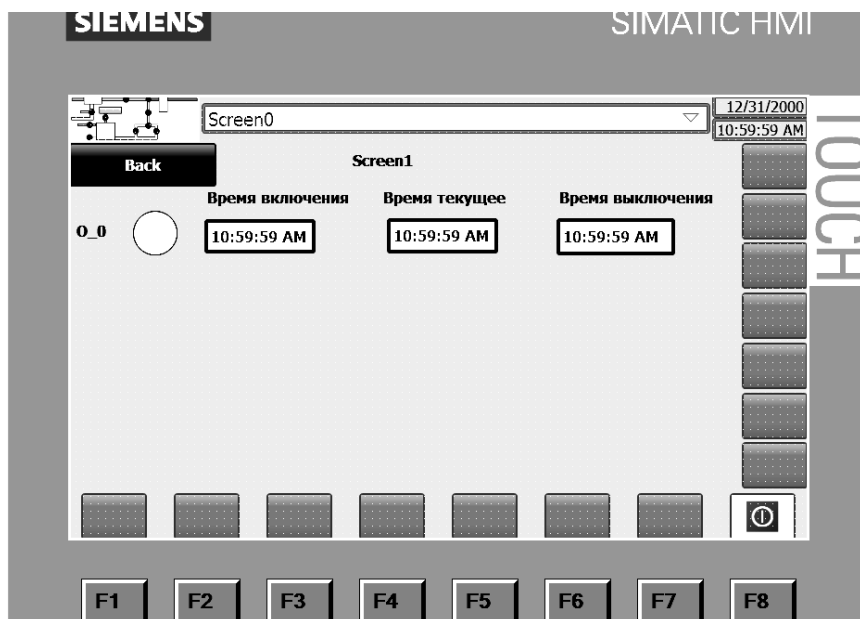 SIEMENS
SIMATIC HMI
TOUCH
Screen0
12/31/2000
10:59:59 AM
Back
Screen1
Время включения
Время текущее
Время выключения
O_0
10:59:59 AM
10:59:59 AM
10:59:59 AM
F1
F2
F3
F4
F5
F6
F7
F8